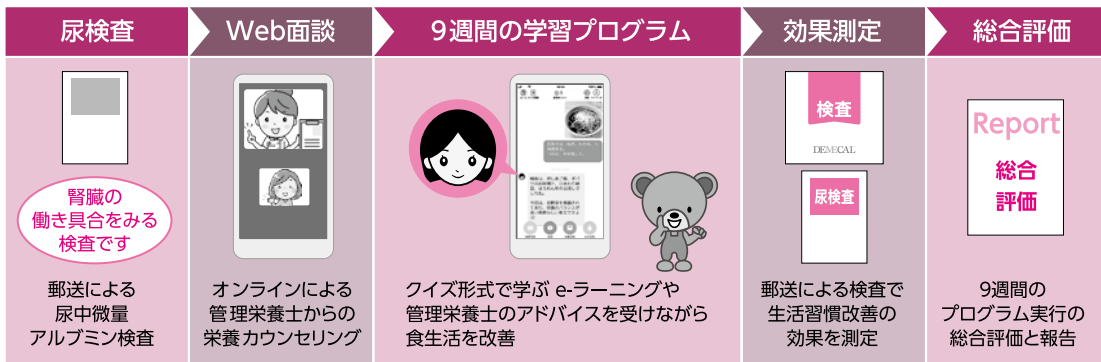 尿検査
Web面談
9週間の学習プログラム
効果測定
総合評価
腎臓の
働き具合をみる
検査です
郵送による
尿中微量
アルブミン検査
オンラインによる
管理栄養士からの
栄養カウンセリング
クイズ形式で学ぶ e-ラーニングや
管理栄養士のアドバイスを受けながら
食生活を改善
検査
DEMECAL
尿検査
郵送による検査で
生活習慣改善の
効果を測定
Report
総合
評価
9週間の
プログラム実行の
総合評価と報告